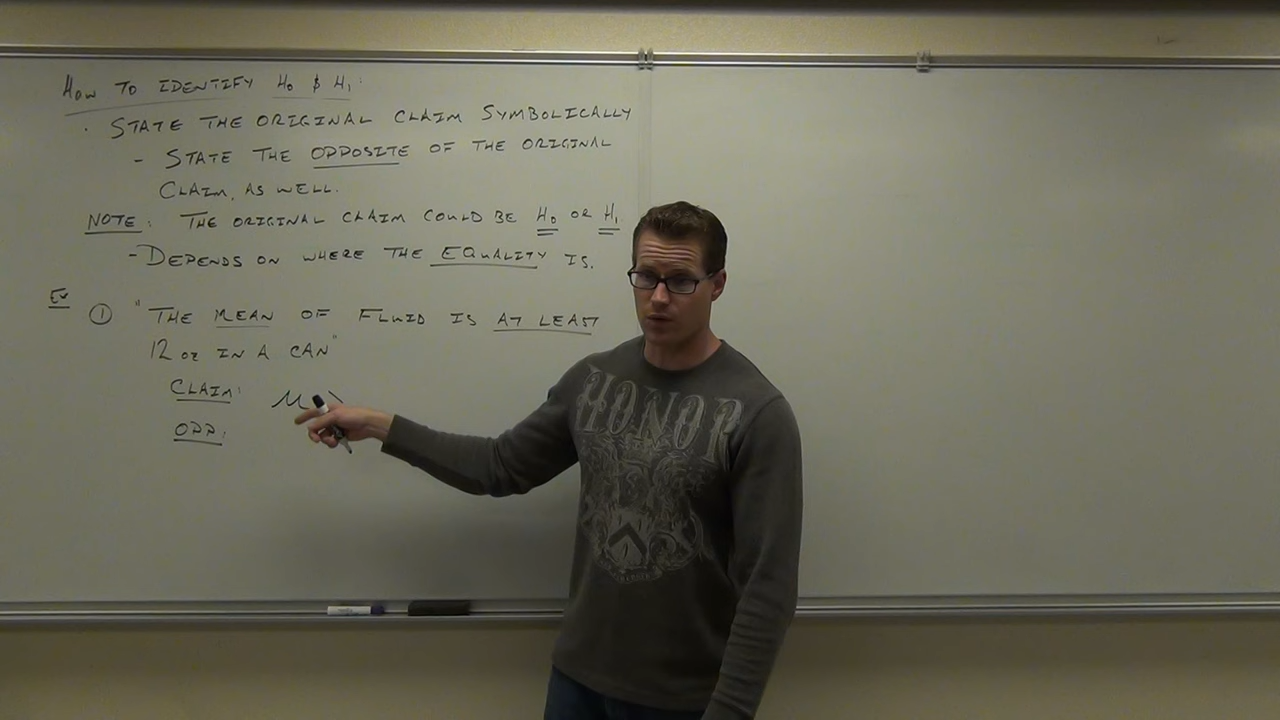 HOW TO IDENTIFY H₀ & H₁:
· STATE THE ORIGINAL CLAIM SYMBOLICALLY
- STATE THE OPPOSITE OF THE ORIGINAL
CLAIM, AS WELL.
NOTE: THE ORIGINAL CLAIM COULD BE H₀ OR H₁
- DEPENDS ON WHERE THE EQUALITY IS.
EX ① "THE MEAN OF FLUID IS AT LEAST
12 OZ IN A CAN"
CLAIM: μ
OPP:
HONOR